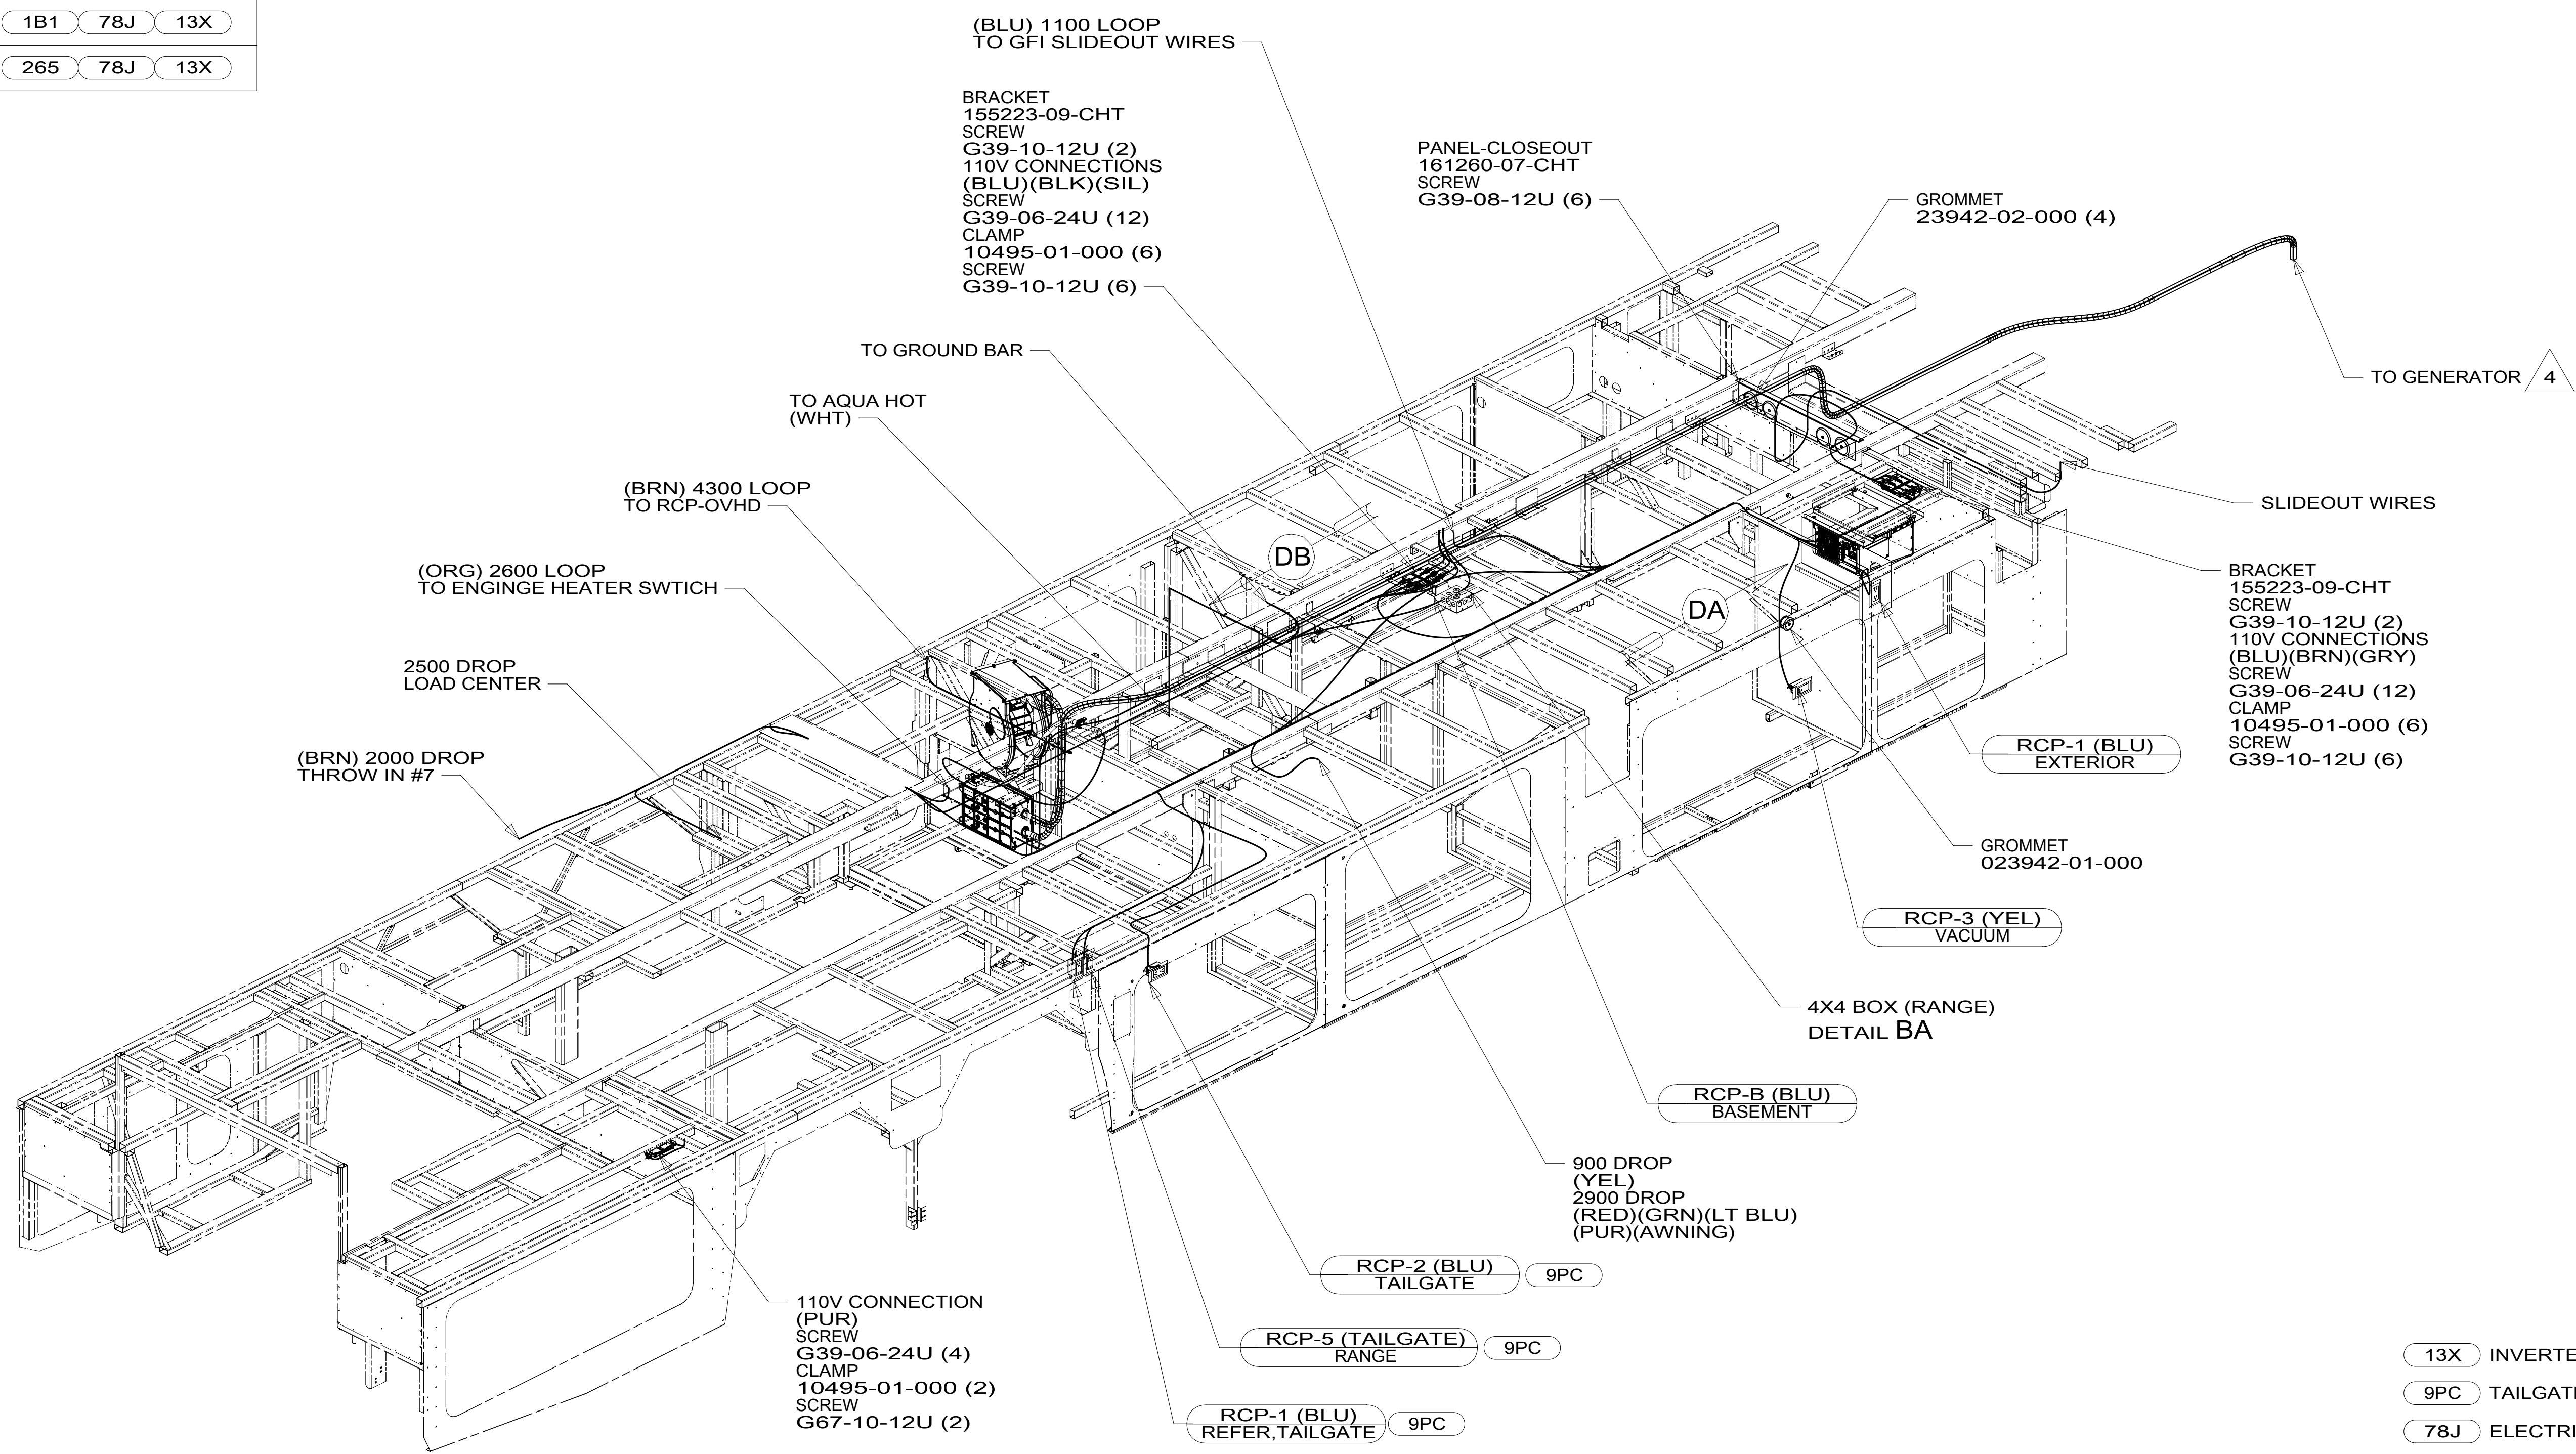 1B1 78J 13X
265 78J 13X
(BLU) 1100 LOOP
TO GFI SLIDEOUT WIRES
BRACKET
155223-09-CHT
SCREW
G39-10-12U (2)
110V CONNECTIONS
(BLU)(BLK)(SIL)
SCREW
G39-06-24U (12)
CLAMP
10495-01-000 (6)
SCREW
G39-10-12U (6)
PANEL-CLOSEOUT
161260-07-CHT
SCREW
G39-08-12U (6)
GROMMET
23942-02-000 (4)
TO GENERATOR 4
TO GROUND BAR
TO AQUA HOT
(WHT)
(BRN) 4300 LOOP
TO RCP-OVHD
(ORG) 2600 LOOP
TO ENGINGE HEATER SWTICH
2500 DROP
LOAD CENTER
(BRN) 2000 DROP
THROW IN #7
DB
DA
SLIDEOUT WIRES
BRACKET
155223-09-CHT
SCREW
G39-10-12U (2)
110V CONNECTIONS
(BLU)(BRN)(GRY)
SCREW
G39-06-24U (12)
CLAMP
10495-01-000 (6)
SCREW
G39-10-12U (6)
RCP-1 (BLU)
EXTERIOR
GROMMET
023942-01-000
RCP-3 (YEL)
VACUUM
4X4 BOX (RANGE)
DETAIL BA
RCP-B (BLU)
BASEMENT
900 DROP
(YEL)
2900 DROP
(RED)(GRN)(LT BLU)
(PUR)(AWNING)
RCP-2 (BLU)
TAILGATE
9PC
RCP-5 (TAILGATE)
RANGE
9PC
RCP-1 (BLU)
REFER,TAILGATE
9PC
110V CONNECTION
(PUR)
SCREW
G39-06-24U (4)
CLAMP
10495-01-000 (2)
SCREW
G67-10-12U (2)
13X INVERTE
9PC TAILGAT
78J ELECTRI